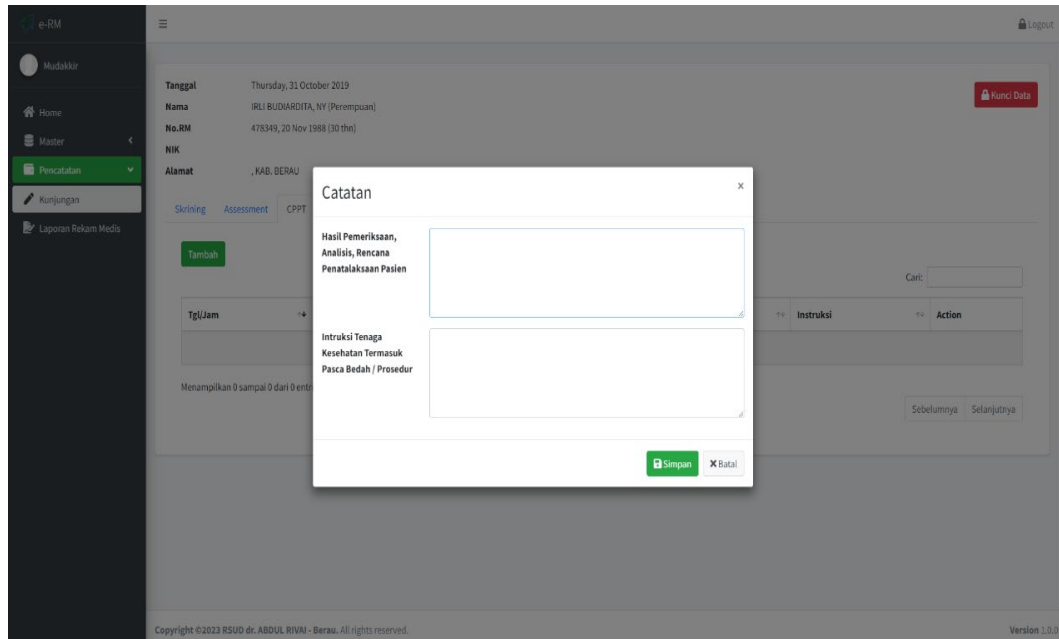 e-RM
Logout
Mudakkir
Home
Master
Pencatatan
Kunjungan
Laporan Rekam Medis
Tanggal Thursday, 31 October 2019
Nama IRLI BUDIARDITA, NY (Perempuan)
No.RM 478349, 20 Nov 1988 (30 thn)
NIK
Alamat , KAB. BERAU
Kunci Data
Skrining Assessment CPPT
Tambah
Cari:
Tgl/Jam Instruksi Action
Menampilkan 0 sampai 0 dari 0 entr
Sebelumnya Selanjutnya
Catatan x
Hasil Pemeriksaan,
Analisis, Rencana
Penatalaksaan Pasien
Intruksi Tenaga
Kesehatan Termasuk
Pasca Bedah / Prosedur
Simpan Batal
Copyright ©2023 RSUD dr. ABDUL RIVAI - Berau. All rights reserved. Version 1.0.0